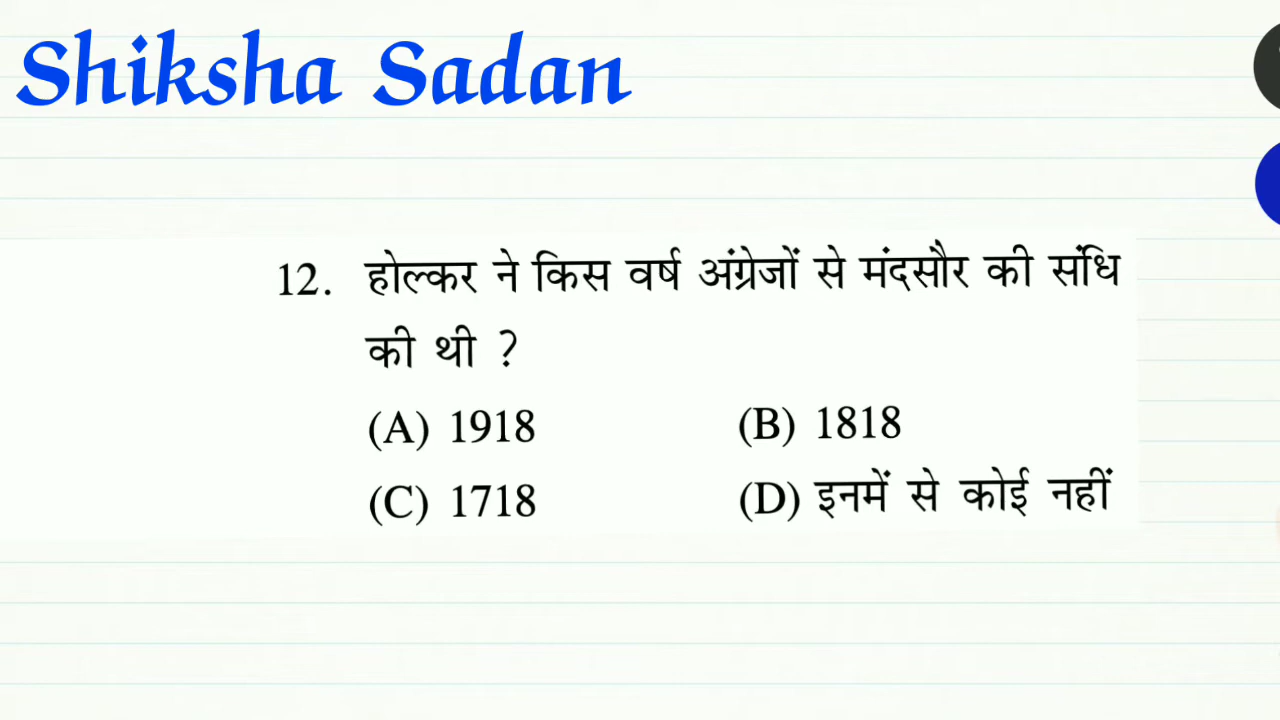 Shiksha Sadan
12. होल्कर ने किस वर्ष अंग्रेजों से मंदसौर की संधि
की थी ?
(A) 1918 (B) 1818
(C) 1718 (D) इनमें से कोई नहीं